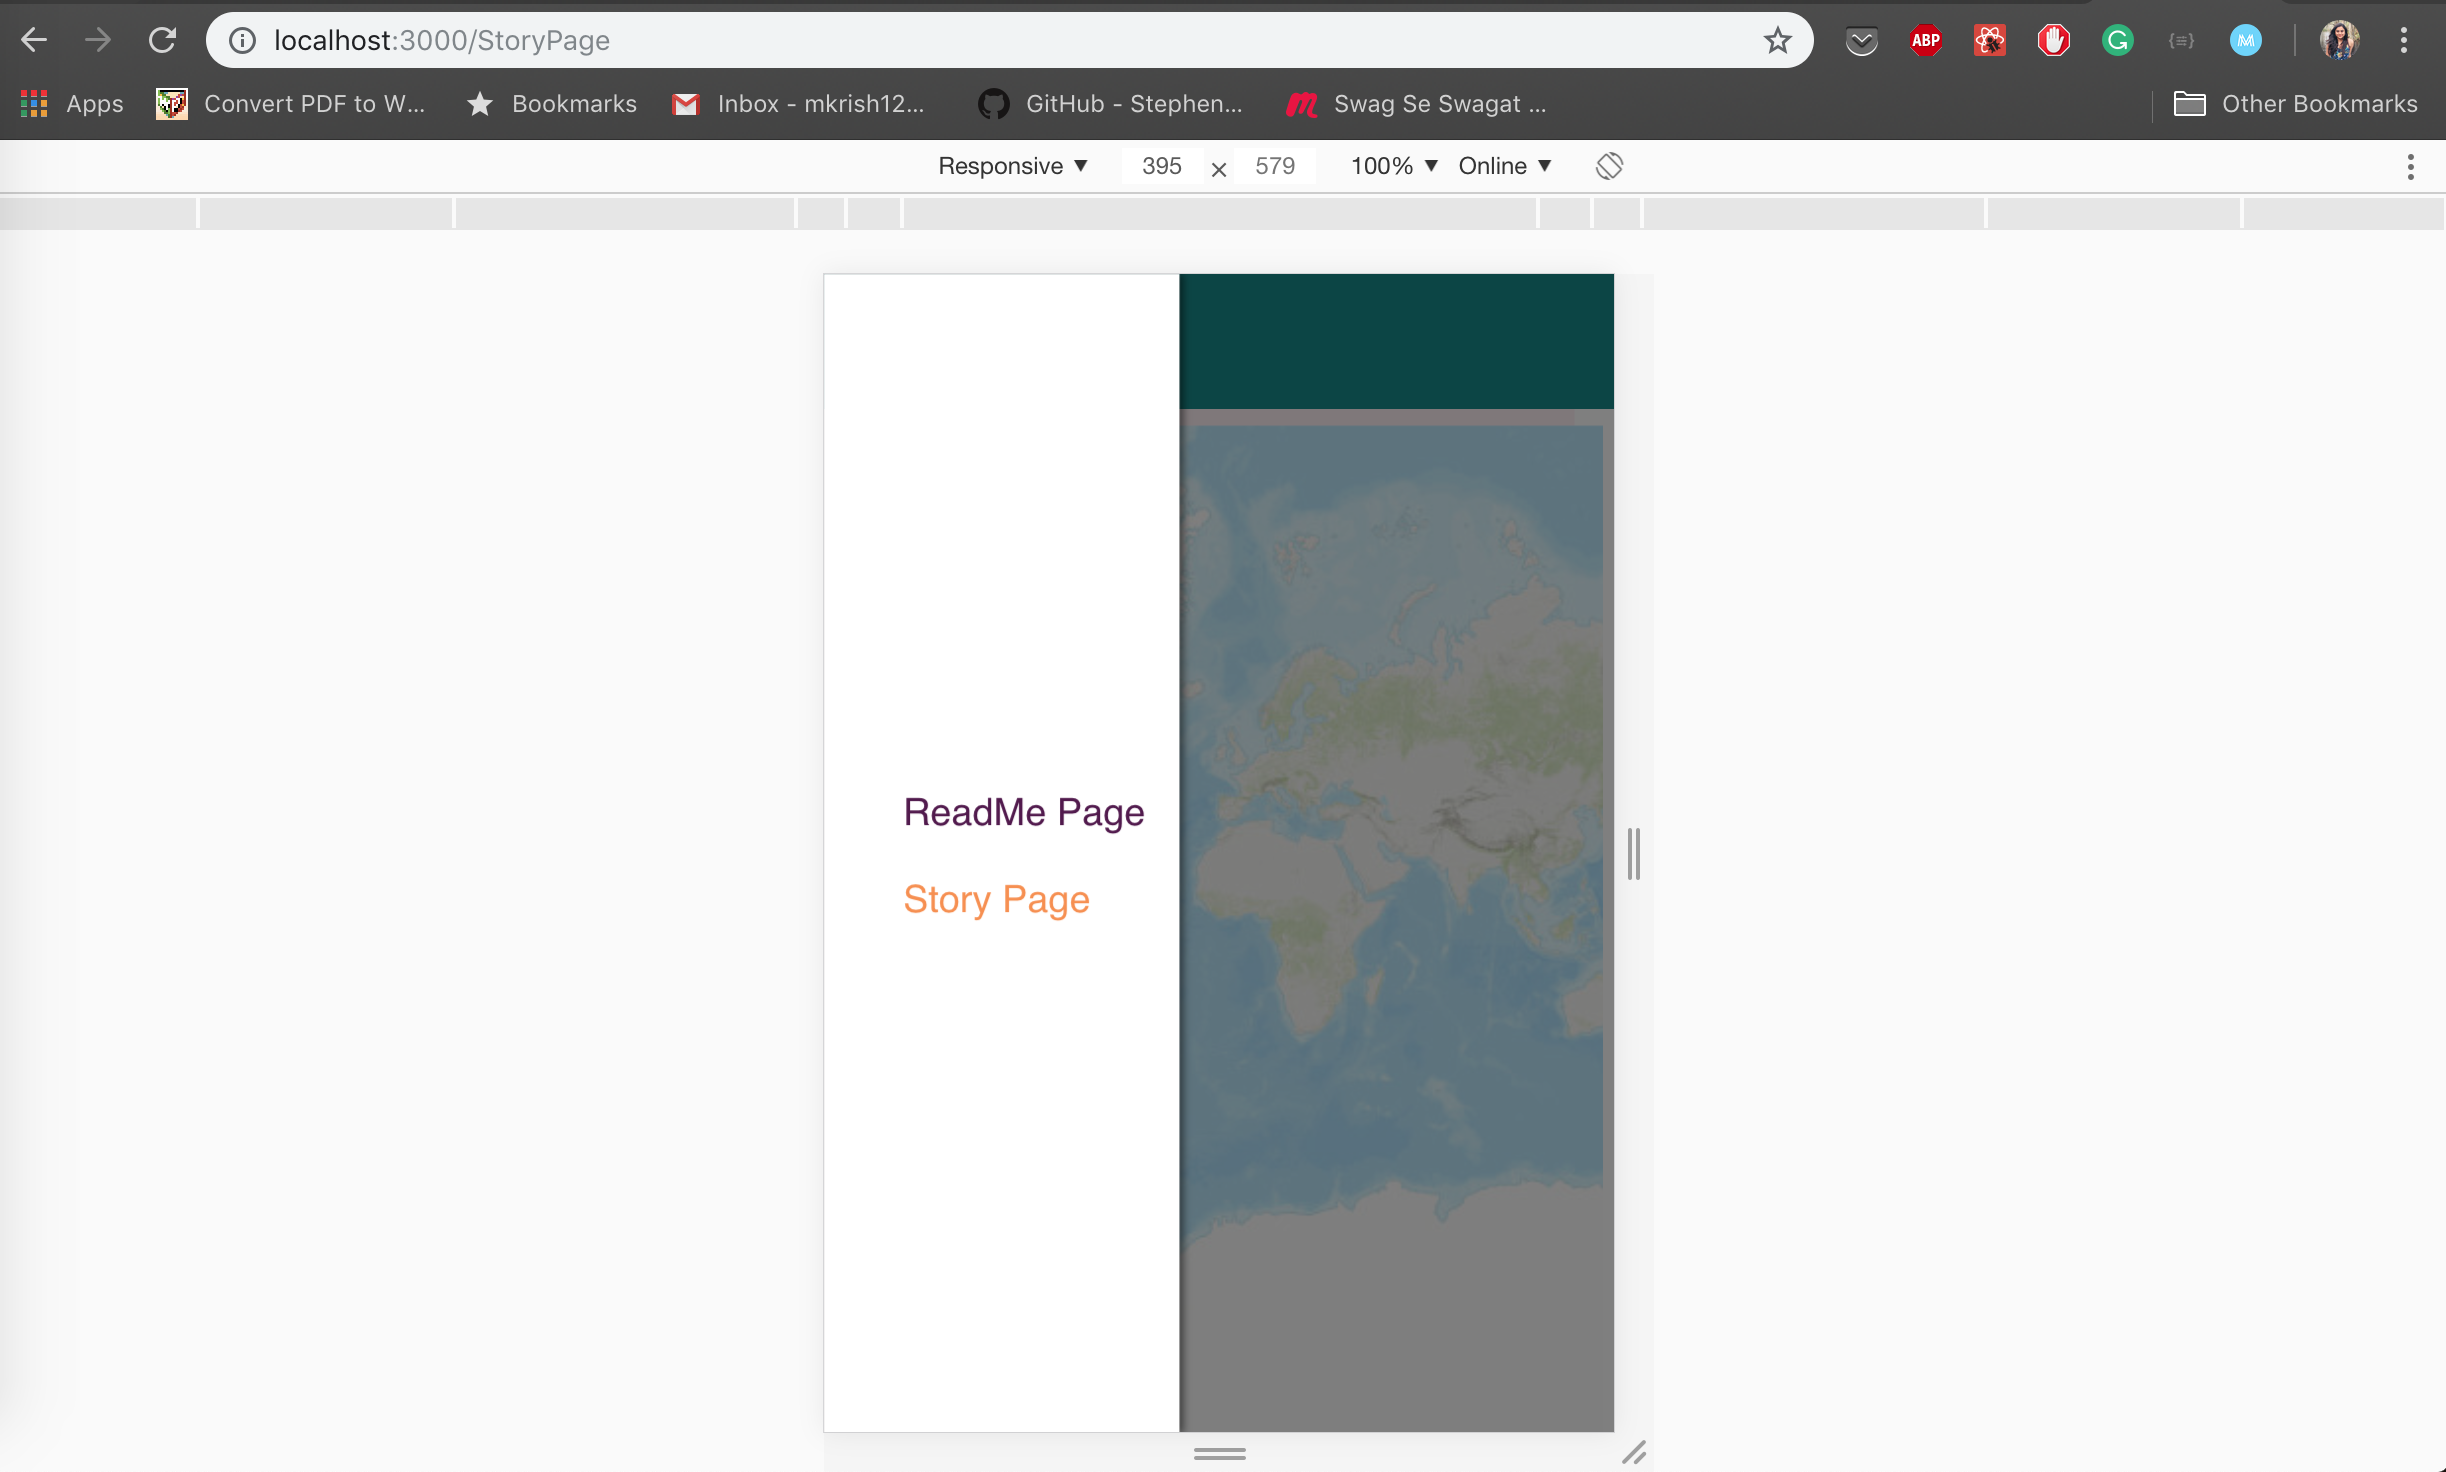 localhost:3000/StoryPage
ABP
Apps
Convert PDF to W...
Bookmarks
Inbox - mkrish12...
GitHub - Stephen...
Swag Se Swagat ...
Other Bookmarks
Responsive
395 × 579
100%
Online
ReadMe Page
Story Page